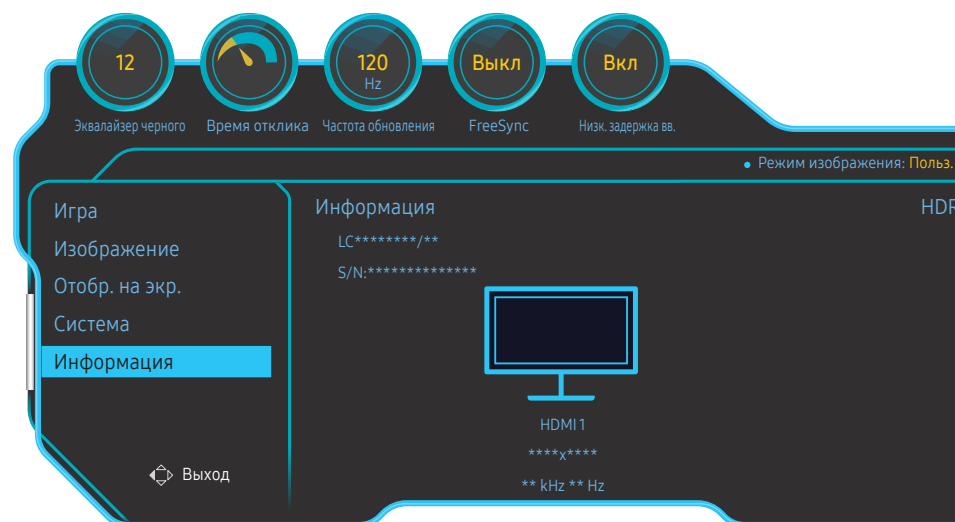 12
120
Hz
Выкл
Вкл
Эквалайзер черного
Время отклика
Частота обновления
FreeSync
Низк. задержка вв.
Режим изображения: Польз.
Игра
Изображение
Отобр. на экр.
Система
Информация
Выход
Информация
HDR
LC********/**
S/N:**************
HDMI1
****x****
** kHz ** Hz